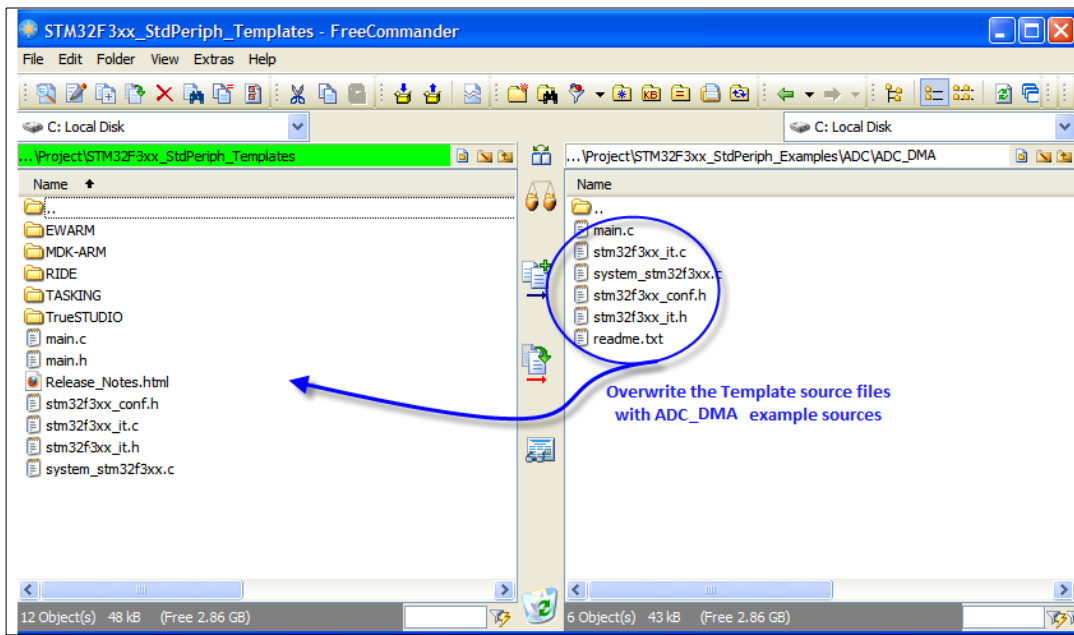 STM32F3xx_StdPeriph_Templates - FreeCommander
File Edit Folder View Extras Help
KB
C: Local Disk
C: Local Disk
...\Project\STM32F3xx_StdPeriph_Templates
...\Project\STM32F3xx_StdPeriph_Examples\ADC\ADC_DMA
Name
..
EWARM
MDK-ARM
RIDE
TASKING
TrueSTUDIO
main.c
main.h
Release_Notes.html
stm32f3xx_conf.h
stm32f3xx_it.c
stm32f3xx_it.h
system_stm32f3xx.c
Name
..
main.c
stm32f3xx_it.c
system_stm32f3xx.c
stm32f3xx_conf.h
stm32f3xx_it.h
readme.txt
Overwrite the Template source files
with ADC_DMA example sources
12 Object(s) 48 kB (Free 2.86 GB)
6 Object(s) 43 kB (Free 2.86 GB)